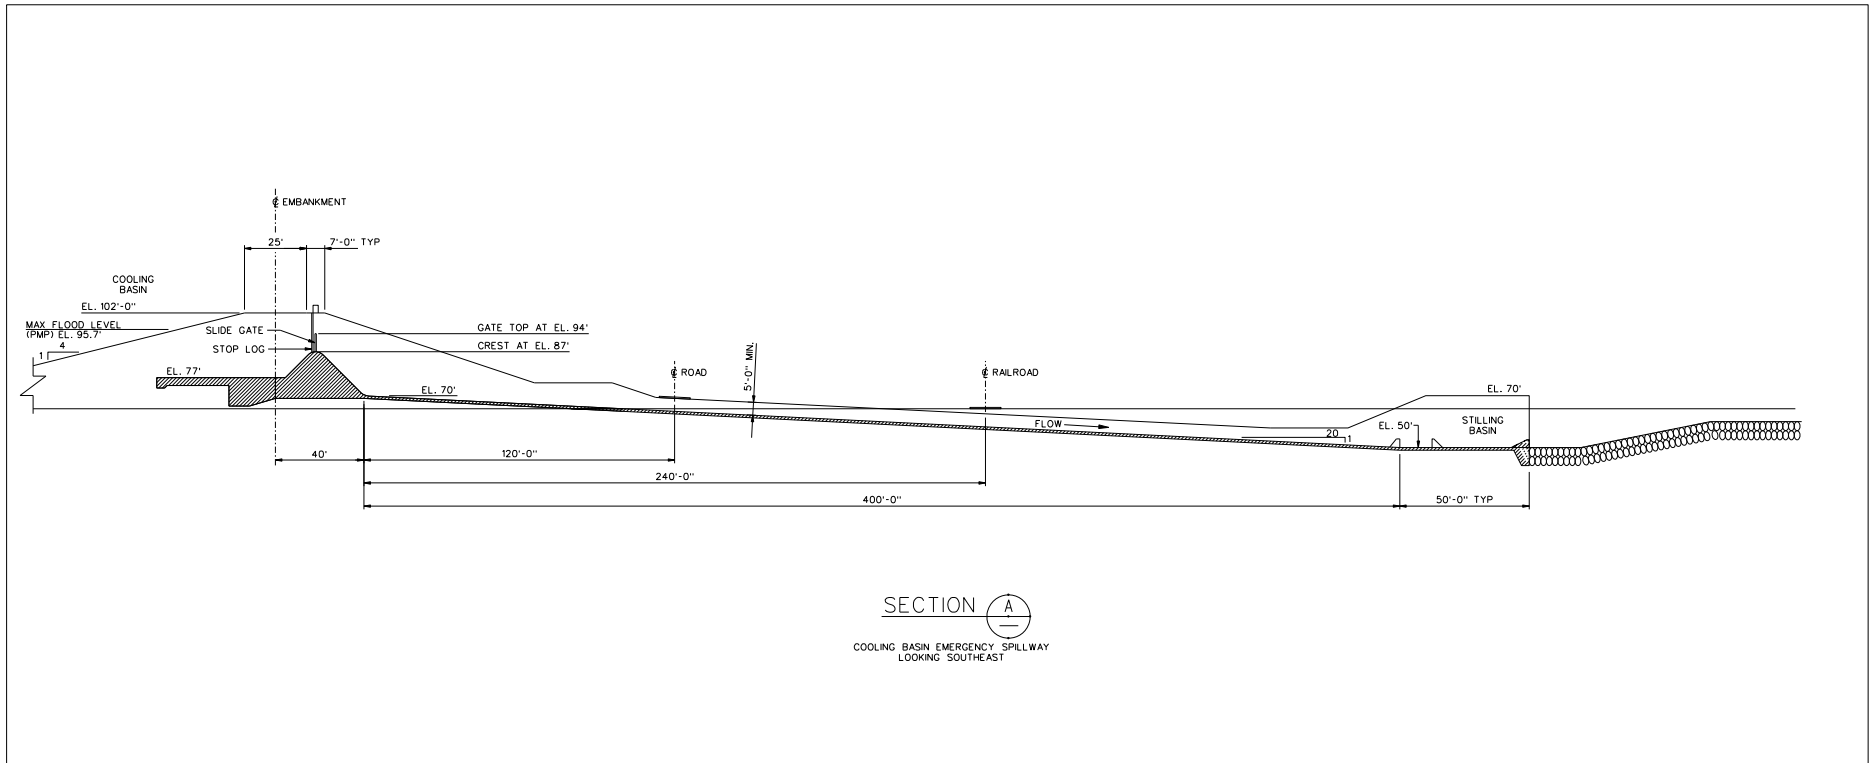 ℄ EMBANKMENT
25'
7'-0" TYP
COOLING
BASIN
EL. 102'-0"
MAX FLOOD LEVEL
(PMP) EL. 95.7'
4
1
SLIDE GATE
STOP LOG
GATE TOP AT EL. 94'
CREST AT EL. 87'
EL. 77'
EL. 70'
℄ ROAD
5'-0" MIN.
℄ RAILROAD
FLOW
20
1
EL. 70'
EL. 50'
STILLING
BASIN
40'
120'-0"
240'-0"
400'-0"
50'-0" TYP
SECTION A
COOLING BASIN EMERGENCY SPILLWAY
LOOKING SOUTHEAST